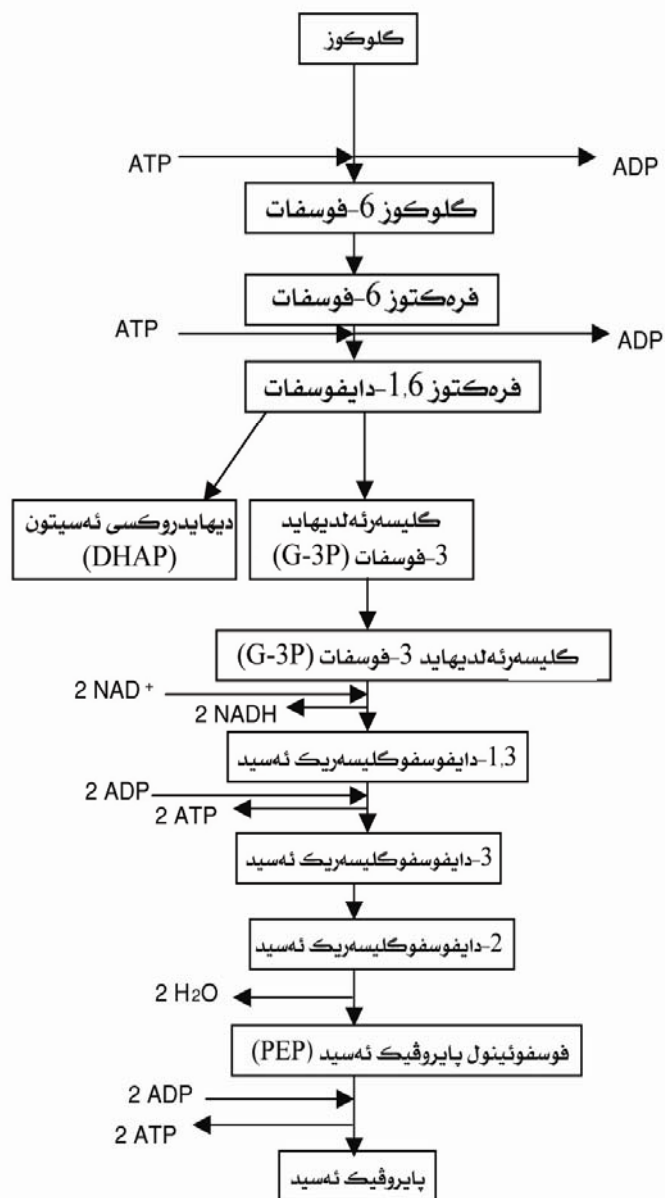 گلوکوز
ATP
ADP
گلوکوز 6-فوسفات
فرەکتوز 6-فوسفات
ATP
ADP
فرەکتوز 1,6-دایفوسفات
دیهایدروکسی ئەسیتون
(DHAP)
گلیسەرئەلدیهاید
3-فوسفات (G-3P)
گلیسەرئەلدیهاید 3-فوسفات (G-3P)
2 NAD +
2 NADH
1,3-دایفوسفوگلیسەریک ئەسید
2 ADP
2 ATP
3-دایفوسفوگلیسەریک ئەسید
2-دایفوسفوگلیسەریک ئەسید
2 H2O
فوسفوئینول پایروڤیک ئەسید (PEP)
2 ADP
2 ATP
پایروڤیک ئەسید